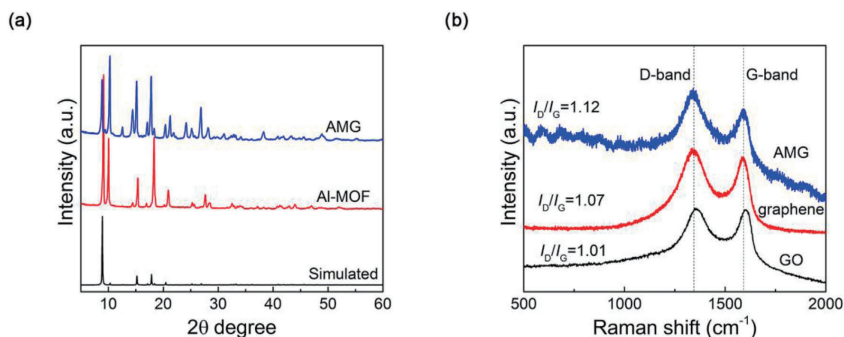 (a)
Intensity (a.u.)
AMG
Al-MOF
Simulated
10 20 30 40 50 60
2θ degree
(b)
Intensity (a.u.)
D-band
G-band
I_D/I_G=1.12
AMG
I_D/I_G=1.07
graphene
I_D/I_G=1.01
GO
500 1000 1500 2000
Raman shift (cm⁻¹)